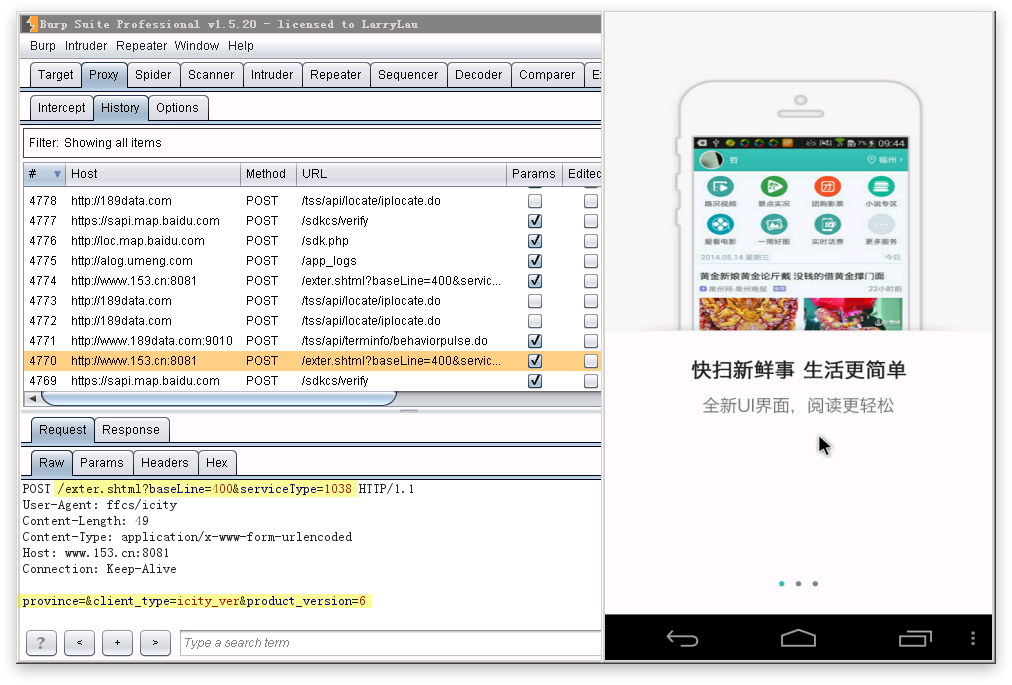 Burp Suite Professional v1.5.20 - licensed to LarryLau
Burp Intruder Repeater Window Help
Target Proxy Spider Scanner Intruder Repeater Sequencer Decoder Comparer
Intercept History Options
Filter: Showing all items
# Host Method URL Params Edited
4778 http://189data.com POST /tss/api/locate/iplocate.do
4777 https://sapi.map.baidu.com POST /sdkcs/verify
4776 http://loc.map.baidu.com POST /sdk.php
4775 http://alog.umeng.com POST /app_logs
4774 http://www.153.cn:8081 POST /exter.shtml?baseLine=400&servic...
4773 http://189data.com POST /tss/api/locate/iplocate.do
4772 http://189data.com POST /tss/api/locate/iplocate.do
4771 http://www.189data.com:9010 POST /tss/api/terminfo/behaviorpulse.do
4770 http://www.153.cn:8081 POST /exter.shtml?baseLine=400&servic...
4769 https://sapi.map.baidu.com POST /sdkcs/verify
Request Response
Raw Params Headers Hex
POST /exter.shtml?baseLine=400&serviceType=1038 HTTP/1.1
User-Agent: ffcs/icity
Content-Length: 49
Content-Type: application/x-www-form-urlencoded
Host: www.153.cn:8081
Connection: Keep-Alive
province=&client_type=icity_ver&product_version=6
? < + > Type a search term
7% 09:44
福州
路况视频 景点实况 团购影票 小说专区
爱看电影 一周好图 实时话费 更多服务
2014.05.14 星期三 今日
黄金新娘黄金论斤戴 没钱的借黄金撑门面
泉州网-泉州晚报 22小时前
快扫新鲜事 生活更简单
全新UI界面，阅读更轻松